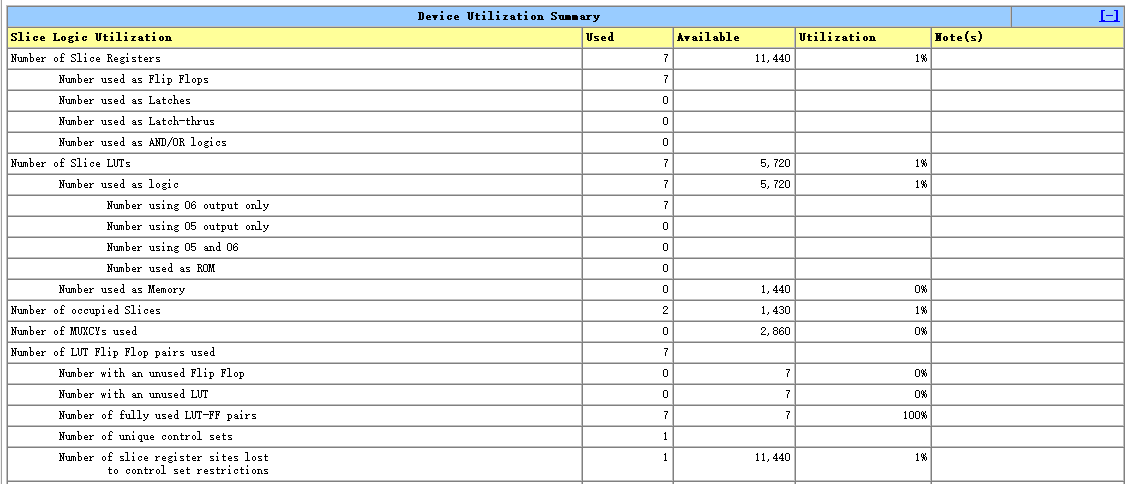 Device Utilization Summary [-]
Slice Logic Utilization Used Available Utilization Note(s)
Number of Slice Registers 7 11,440 1%
Number used as Flip Flops 7
Number used as Latches 0
Number used as Latch-thrus 0
Number used as AND/OR logics 0
Number of Slice LUTs 7 5,720 1%
Number used as logic 7 5,720 1%
Number using O6 output only 7
Number using O5 output only 0
Number using O5 and O6 0
Number used as ROM 0
Number used as Memory 0 1,440 0%
Number of occupied Slices 2 1,430 1%
Number of MUXCYs used 0 2,860 0%
Number of LUT Flip Flop pairs used 7
Number with an unused Flip Flop 0 7 0%
Number with an unused LUT 0 7 0%
Number of fully used LUT-FF pairs 7 7 100%
Number of unique control sets 1
Number of slice register sites lost 1 11,440 1%
to control set restrictions